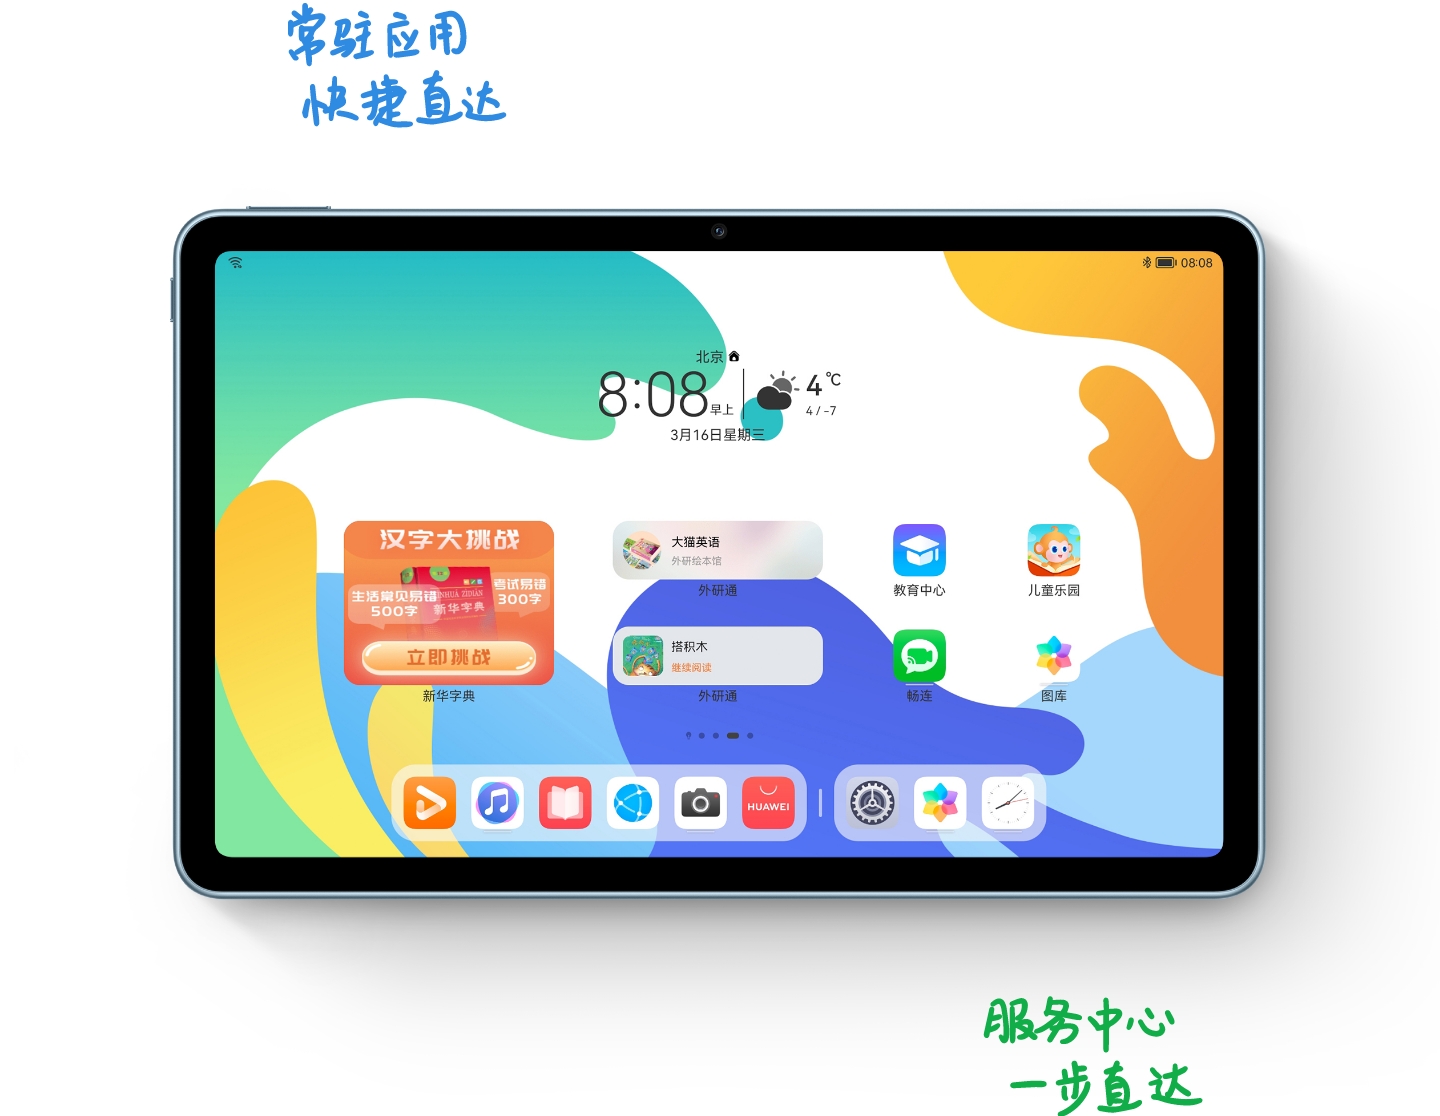 常驻应用
快捷直达
08:08
北京
8:08 早上
4℃
4 / -7
3月16日星期三
汉字大挑战
生活常见易错
500字
XINHUA ZIDIAN
新华字典
考试易错
300字
立即挑战
新华字典
大猫英语
外研绘本馆
外研通
搭积木
继续阅读
外研通
教育中心
儿童乐园
畅连
图库
HUAWEI
服务中心
一步直达